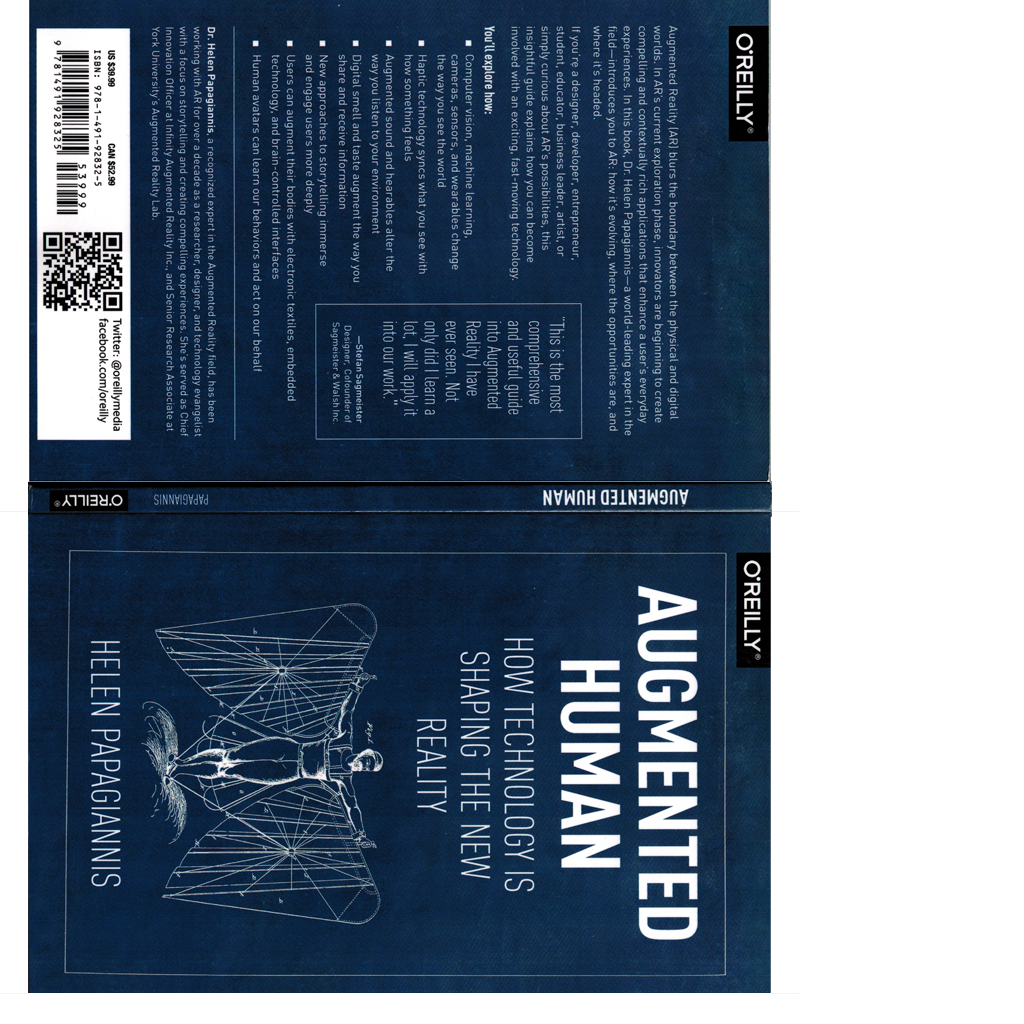 O'REILLY®
Augmented Reality (AR) blurs the boundary between the physical and digital
worlds. In AR's current exploration phase, innovators are beginning to create
compelling and contextually rich applications that enhance a user's everyday
experiences. In this book, Dr. Helen Papagiannis—a world-leading expert in the
field—introduces you to AR: how it's evolving, where the opportunities are, and
where it's headed.
If you're a designer, developer, entrepreneur,
student, educator, business leader, artist, or
simply curious about AR's possibilities, this
insightful guide explains how you can become
involved with an exciting, fast-moving technology.
You'll explore how:
■ Computer vision, machine learning,
cameras, sensors, and wearables change
the way you see the world
■ Haptic technology syncs what you see with
how something feels
■ Augmented sound and hearables alter the
way you listen to your environment
■ Digital smell and taste augment the way you
share and receive information
■ New approaches to storytelling immerse
and engage users more deeply
■ Users can augment their bodies with electronic textiles, embedded
technology, and brain-controlled interfaces
■ Human avatars can learn our behaviors and act on our behalf
"This is the most
comprehensive
and useful guide
into Augmented
Reality I have
ever seen. Not
only did I learn a
lot, I will apply it
into our work."
—Stefan Sagmeister
Designer, Cofounder of
Sagmeister & Walsh Inc.
Dr. Helen Papagiannis, a recognized expert in the Augmented Reality field, has been
working with AR for over a decade as a researcher, designer, and technology evangelist
with a focus on storytelling and creating compelling experiences. She's served as Chief
Innovation Officer at Infinity Augmented Reality Inc., and Senior Research Associate at
York University's Augmented Reality Lab.
US $39.99 CAN $52.99
ISBN: 978-1-491-92832-5
9 781491 928325
53999
Twitter: @oreillymedia
facebook.com/oreilly
AUGMENTED HUMAN
PAPAGIANNIS
O'REILLY®
O'REILLY®
AUGMENTED
HUMAN
HOW TECHNOLOGY IS
SHAPING THE NEW
REALITY
Fig. 1.
HELEN PAPAGIANNIS